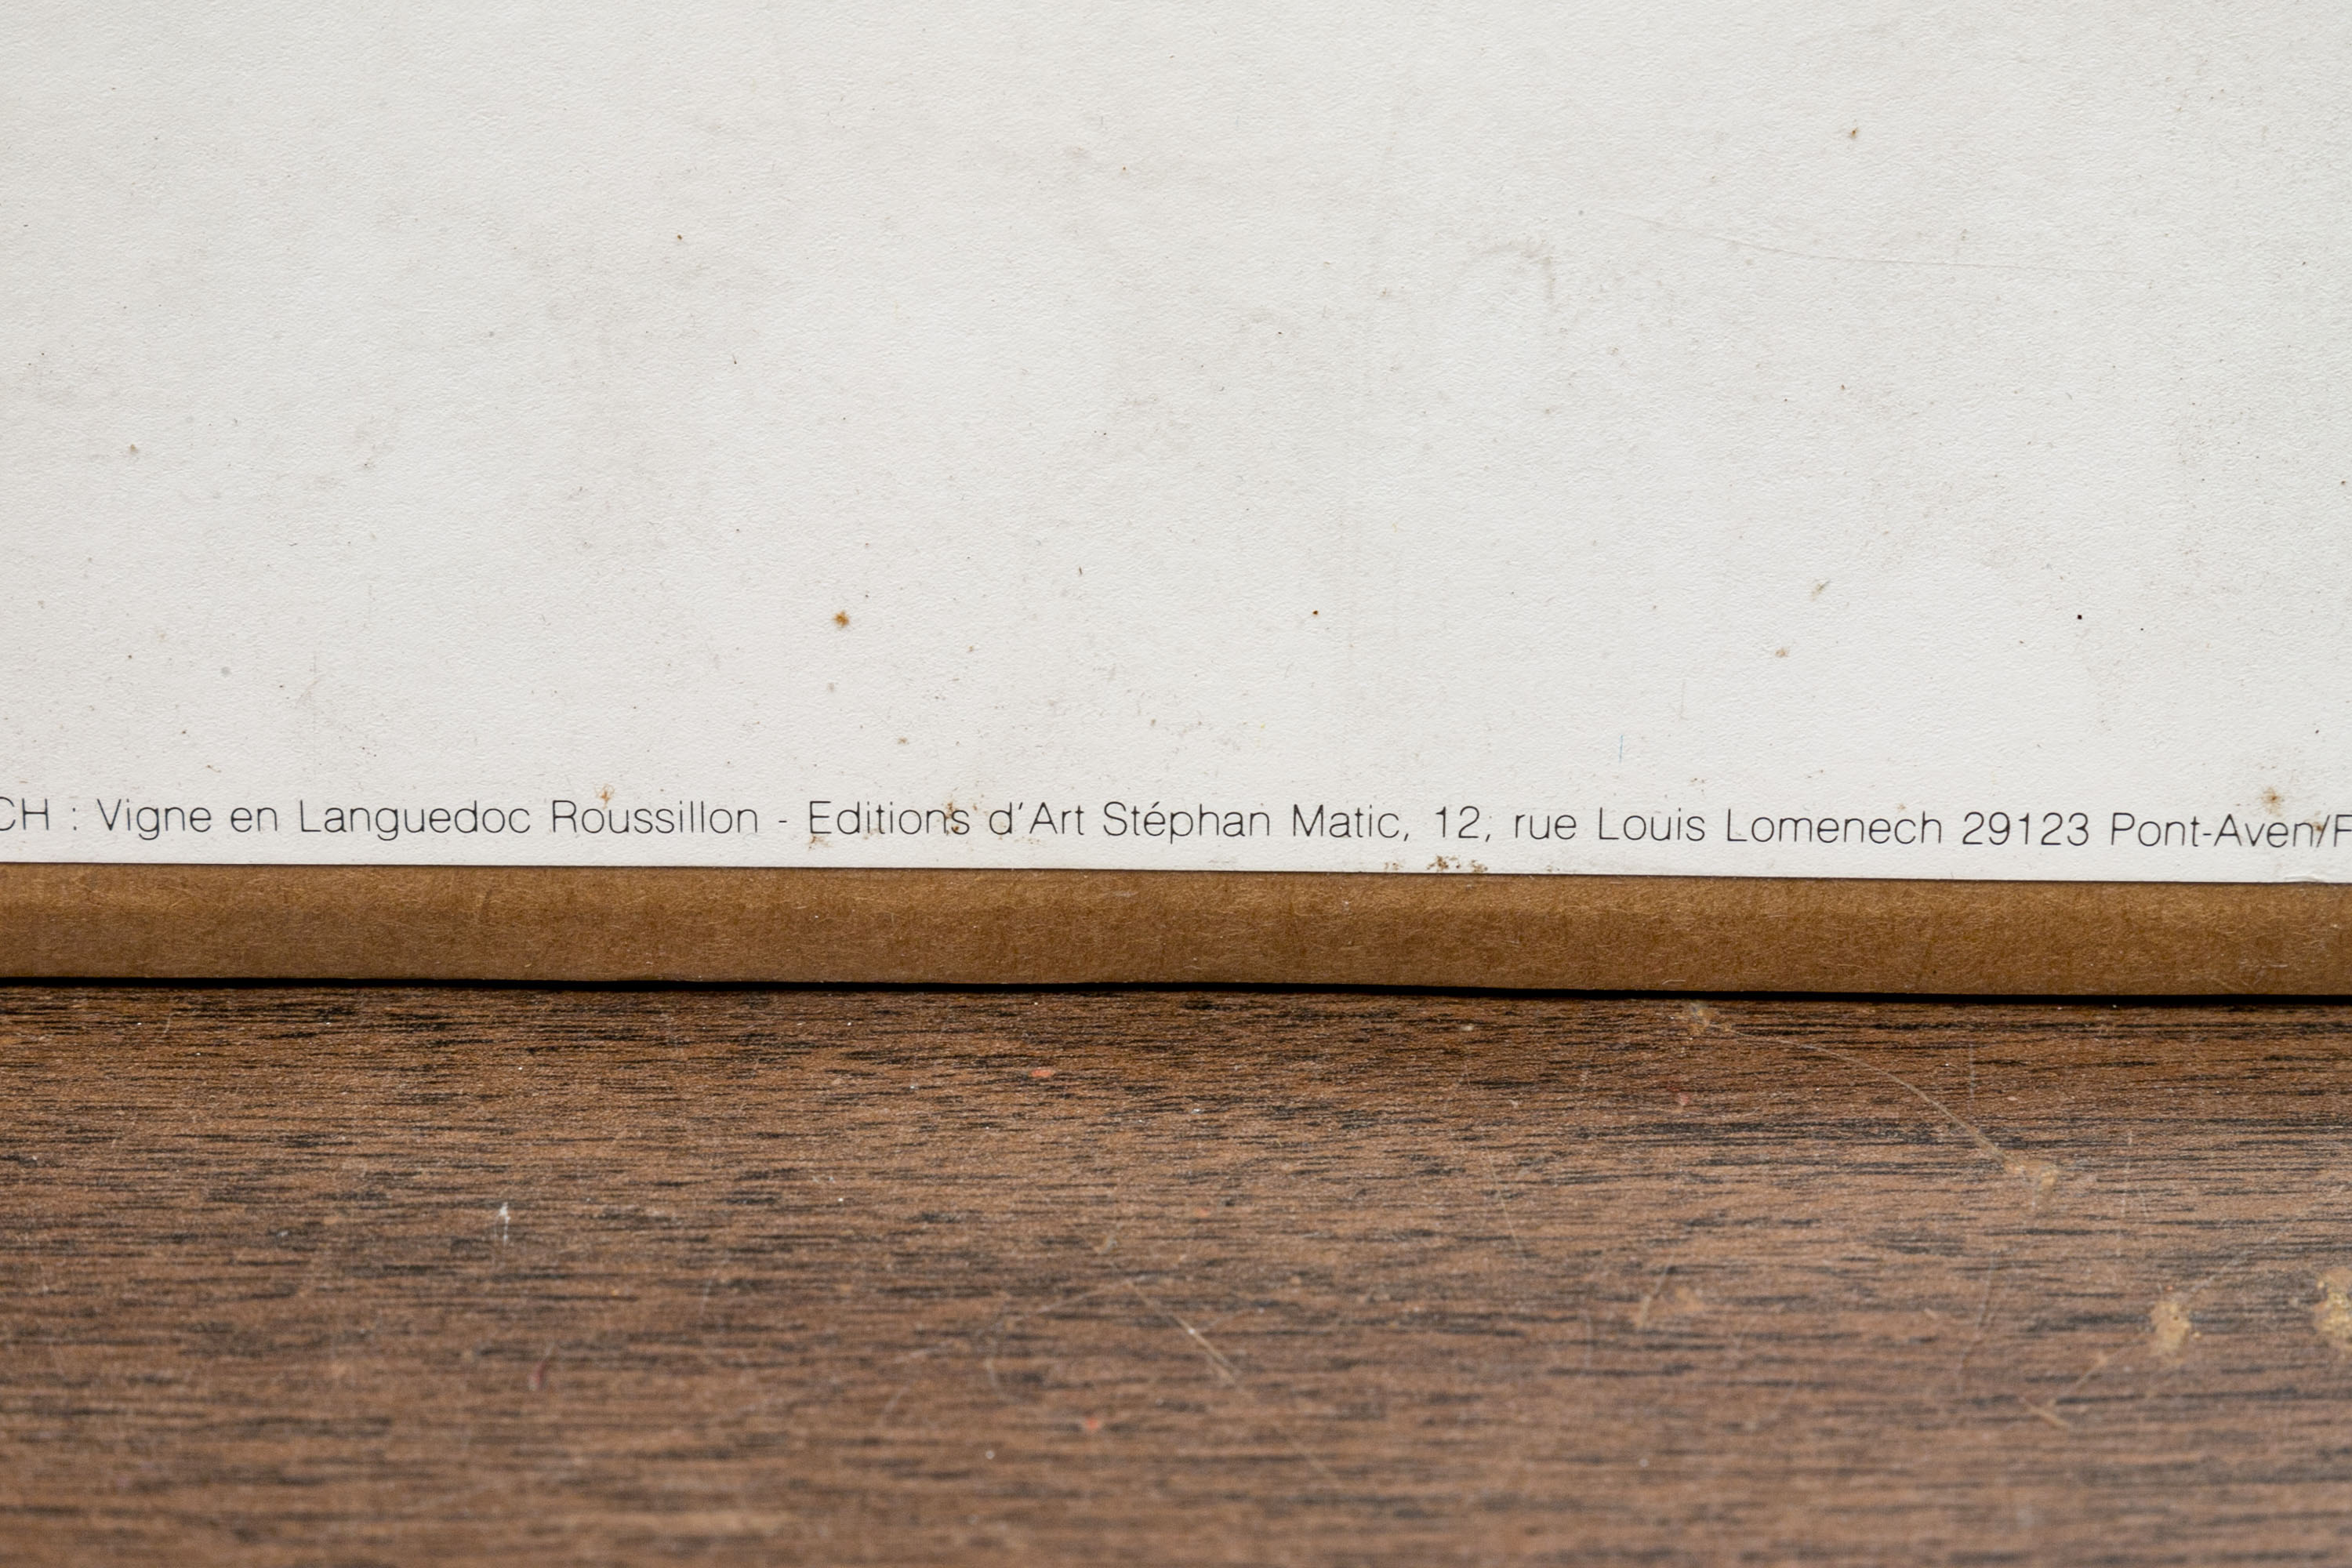 CH : Vigne en Languedoc Roussillon - Editions d'Art Stéphan Matic, 12, rue Louis Lomenech 29123 Pont-Aven/F